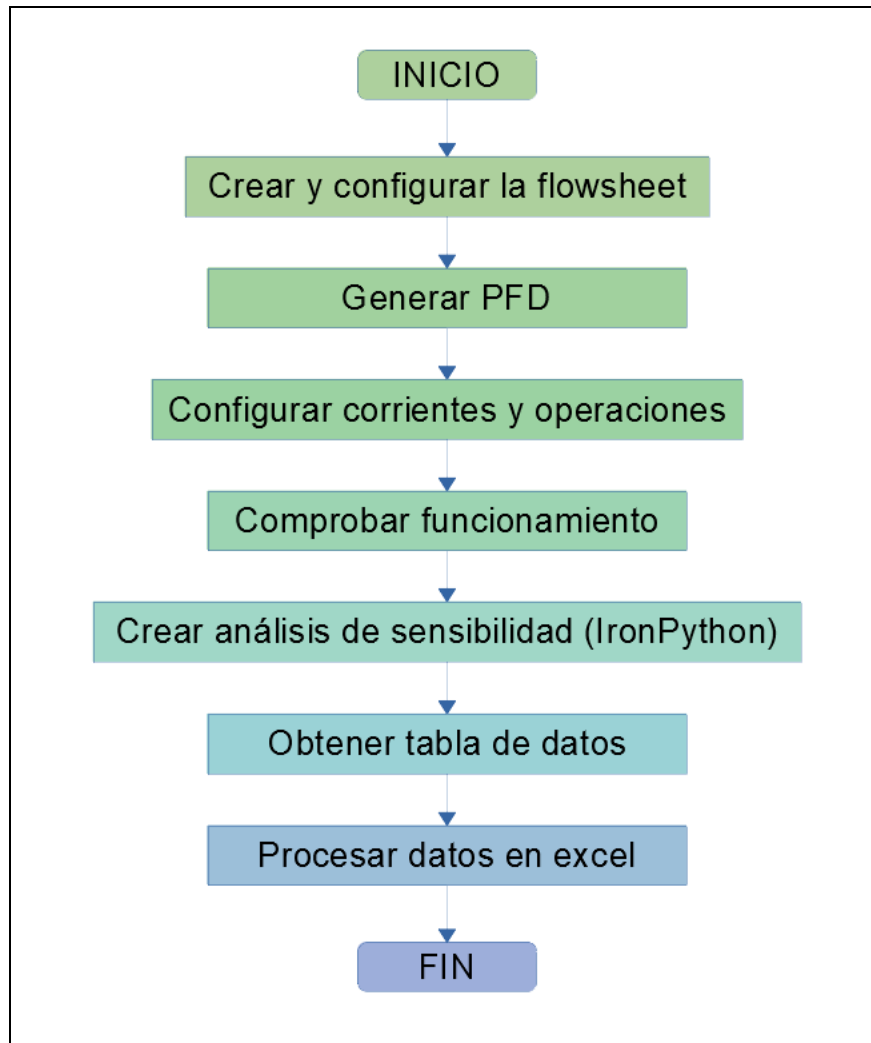 INICIO
Crear y configurar la flowsheet
Generar PFD
Configurar corrientes y operaciones
Comprobar funcionamiento
Crear análisis de sensibilidad (IronPython)
Obtener tabla de datos
Procesar datos en excel
FIN